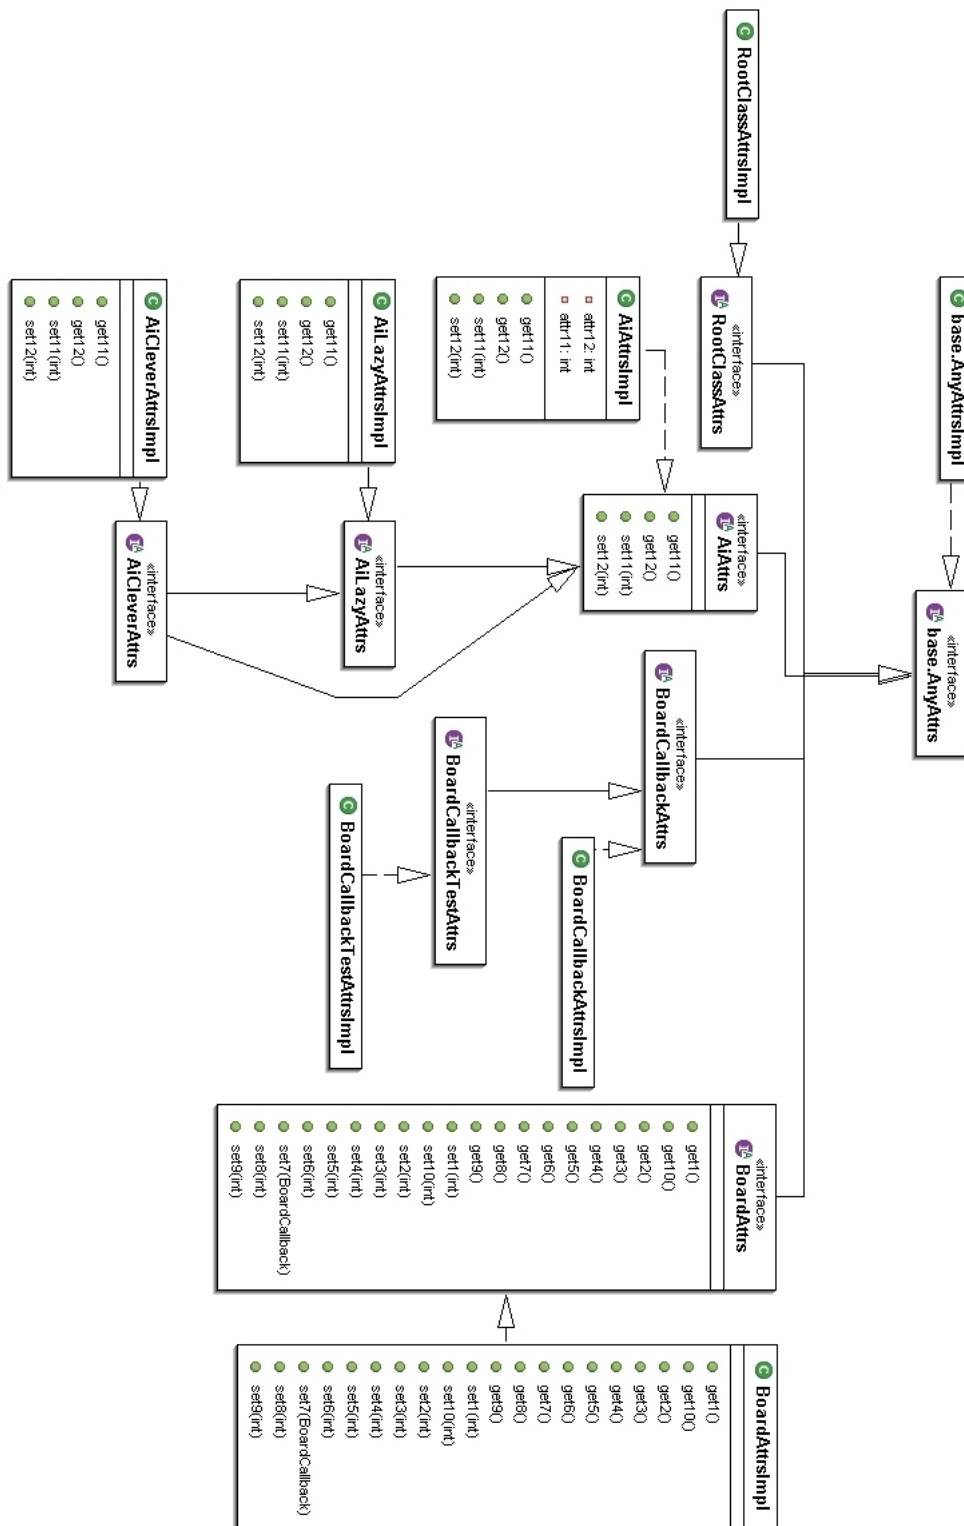 base.AnyAttrsImpl
«interface»
base.AnyAttrs
RootClassAttrsImpl
«interface»
RootClassAttrs
AiAttrsImpl
attr12: int
attr11: int
get11()
get12()
set11(int)
set12(int)
«interface»
AiAttrs
get11()
get12()
set11(int)
set12(int)
AiLazyAttrsImpl
get11()
get12()
set11(int)
set12(int)
«interface»
AiLazyAttrs
AiCleverAttrsImpl
get11()
get12()
set11(int)
set12(int)
«interface»
AiCleverAttrs
«interface»
BoardCallbackAttrs
BoardCallbackAttrsImpl
«interface»
BoardCallbackTestAttrs
BoardCallbackTestAttrsImpl
«interface»
BoardAttrs
get1()
get10()
get2()
get3()
get4()
get5()
get6()
get7()
get8()
get9()
set1(int)
set10(int)
set2(int)
set3(int)
set4(int)
set5(int)
set6(int)
set7(BoardCallback)
set8(int)
set9(int)
BoardAttrsImpl
get1()
get10()
get2()
get3()
get4()
get5()
get6()
get7()
get8()
get9()
set1(int)
set10(int)
set2(int)
set3(int)
set4(int)
set5(int)
set6(int)
set7(BoardCallback)
set8(int)
set9(int)